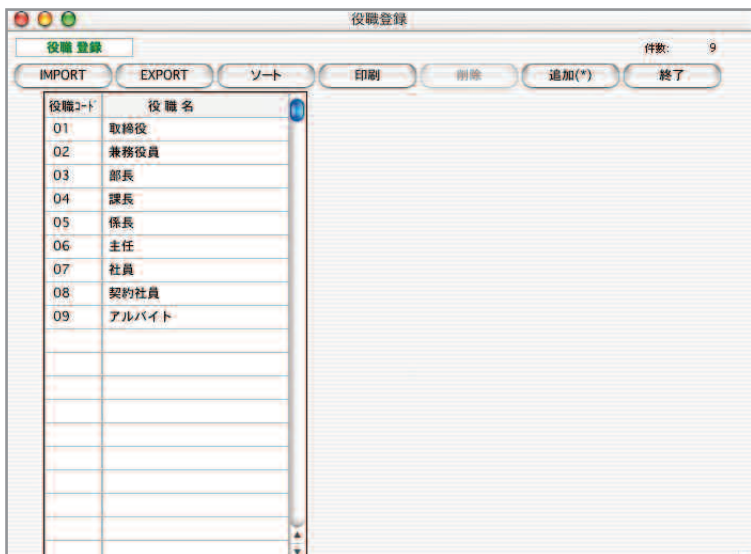 役職登録
役職 登録
件数: 9
IMPORT EXPORT ソート 印刷 削除 追加(*) 終了
役職コード 役 職 名
01 取締役
02 兼務役員
03 部長
04 課長
05 係長
06 主任
07 社員
08 契約社員
09 アルバイト